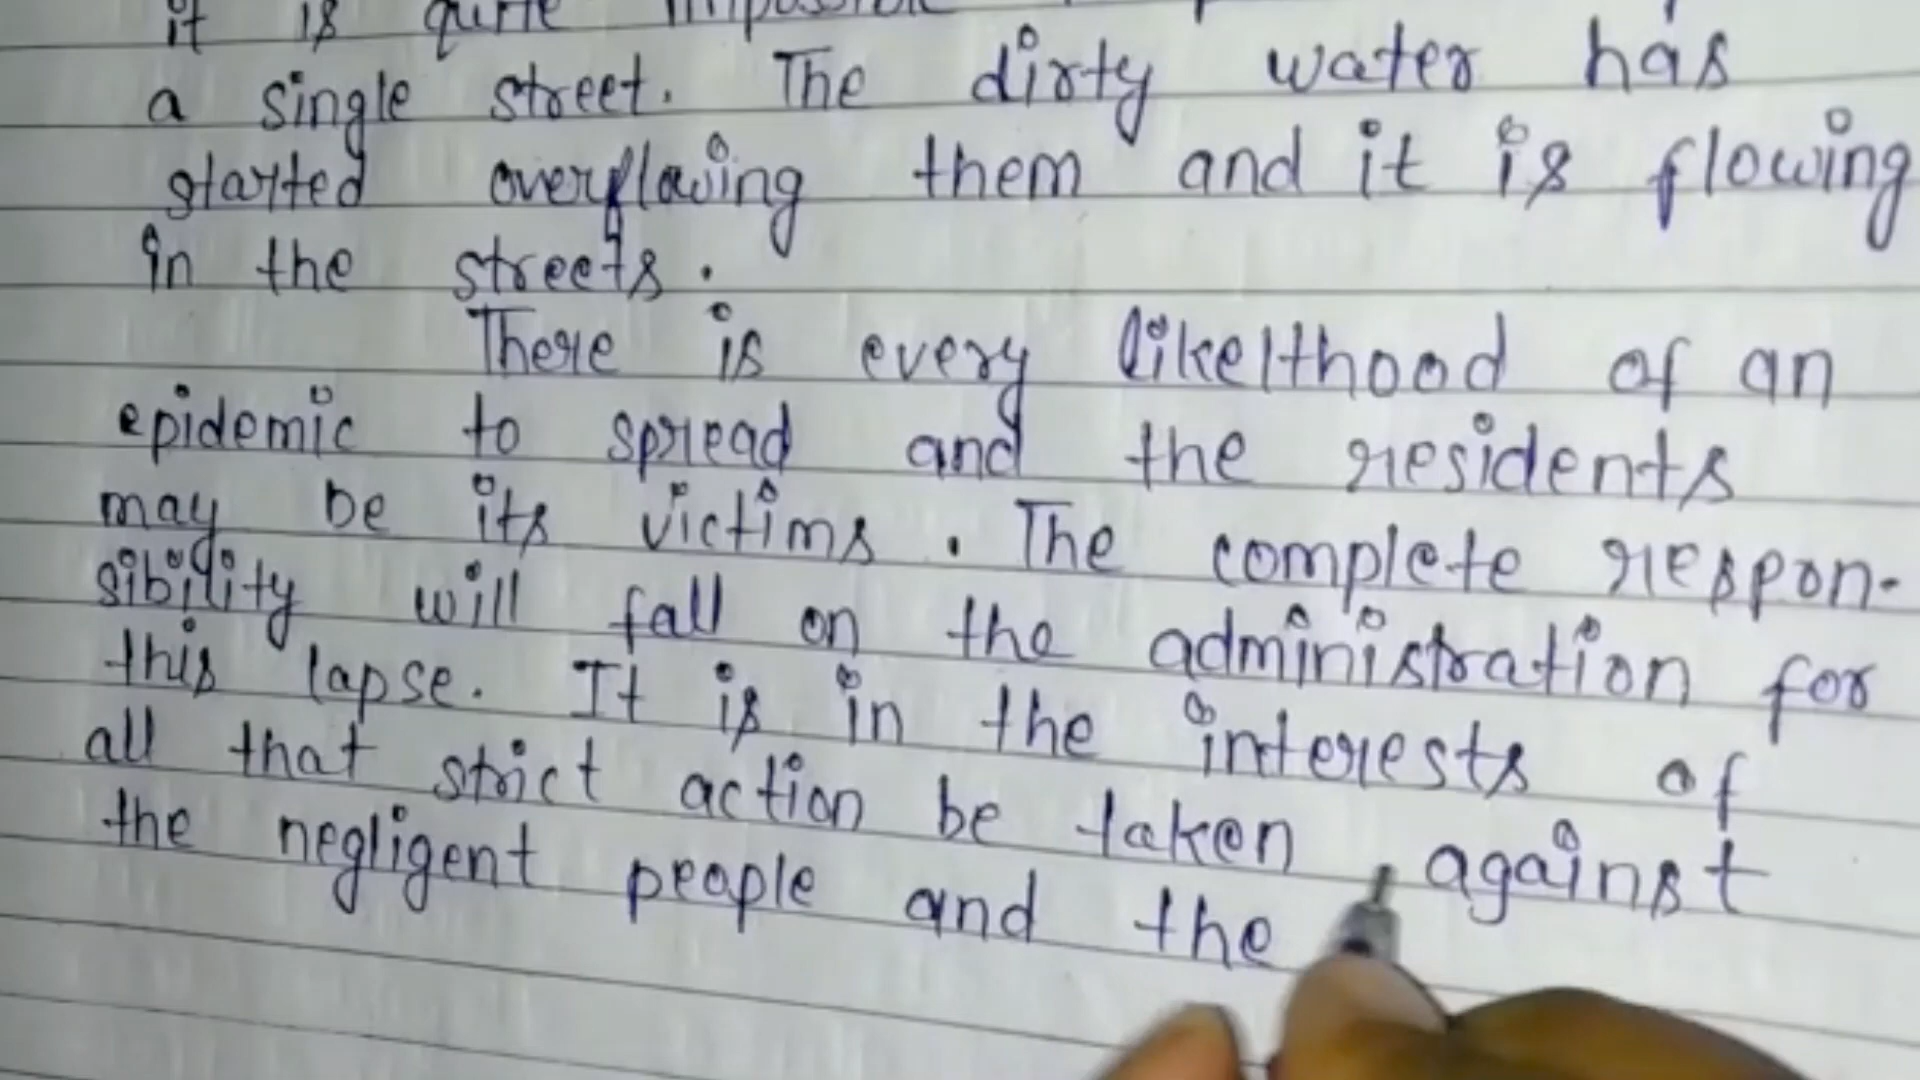 it is quite impossible
a single street. The dirty water has
started overflowing them and it is flowing
in the streets.
There is every likelthood of an
epidemic to spread and the residents
may be its victims. The complete respon-
sibility will fall on the administration for
this lapse. It is in the interests of
all that strict action be taken against
the negligent people and the